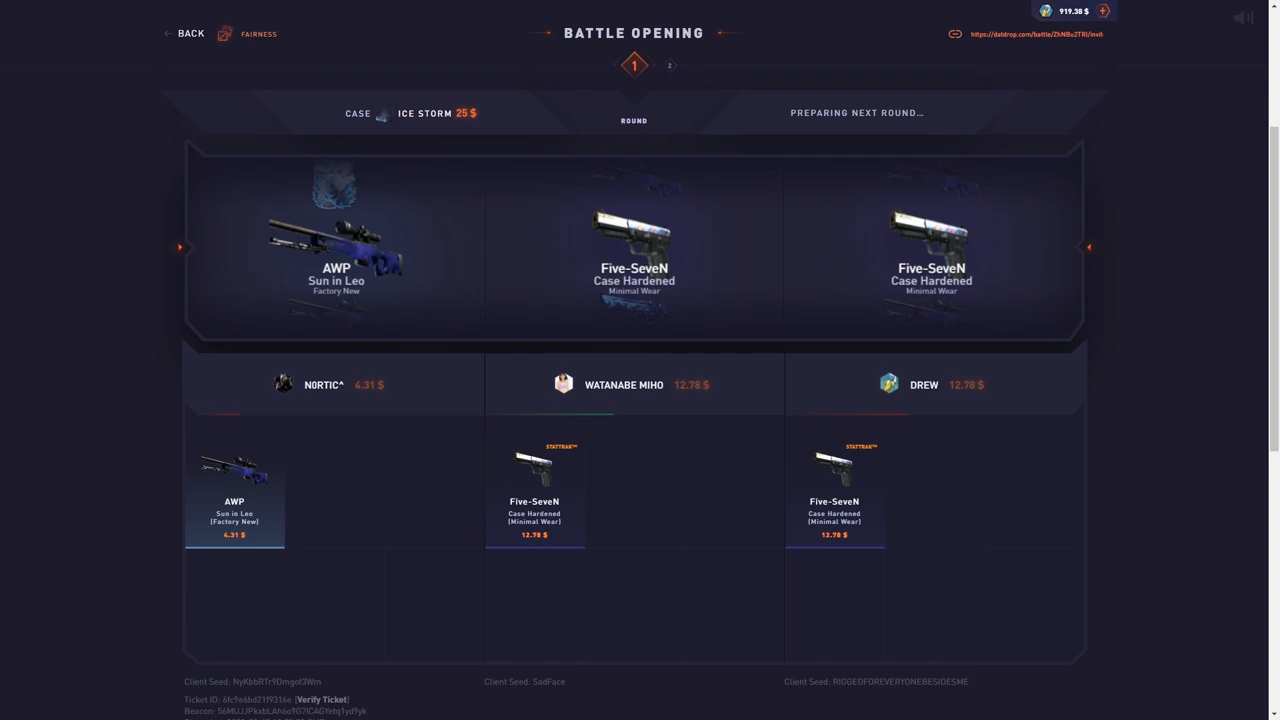 919.38 $
BACK
FAIRNESS
BATTLE OPENING
https://datdrop.com/battle/ZhNBu2TRI/invit
1
2
CASE ICE STORM 25 $
ROUND
PREPARING NEXT ROUND...
AWP
Sun in Leo
Factory New
Five-SeveN
Case Hardened
Minimal Wear
Five-SeveN
Case Hardened
Minimal Wear
N0RTIC^ 4.31 $
WATANABE MIHO 12.78 $
DREW 12.78 $
AWP
Sun in Leo
(Factory New)
4.31 $
STATTRAK™
Five-SeveN
Case Hardened
(Minimal Wear)
12.78 $
STATTRAK™
Five-SeveN
Case Hardened
(Minimal Wear)
12.78 $
Client Seed: NyKbbRTr9Dmgof3Wm
Client Seed: SadFace
Client Seed: RIGGEDFOREVERYONEBESIDESME
Ticket ID: 6fc9o6bd21f9316e [Verify Ticket]
Beacon: 56MUJJPkxbLAh6o9G7ICAGYetq1yd9yk